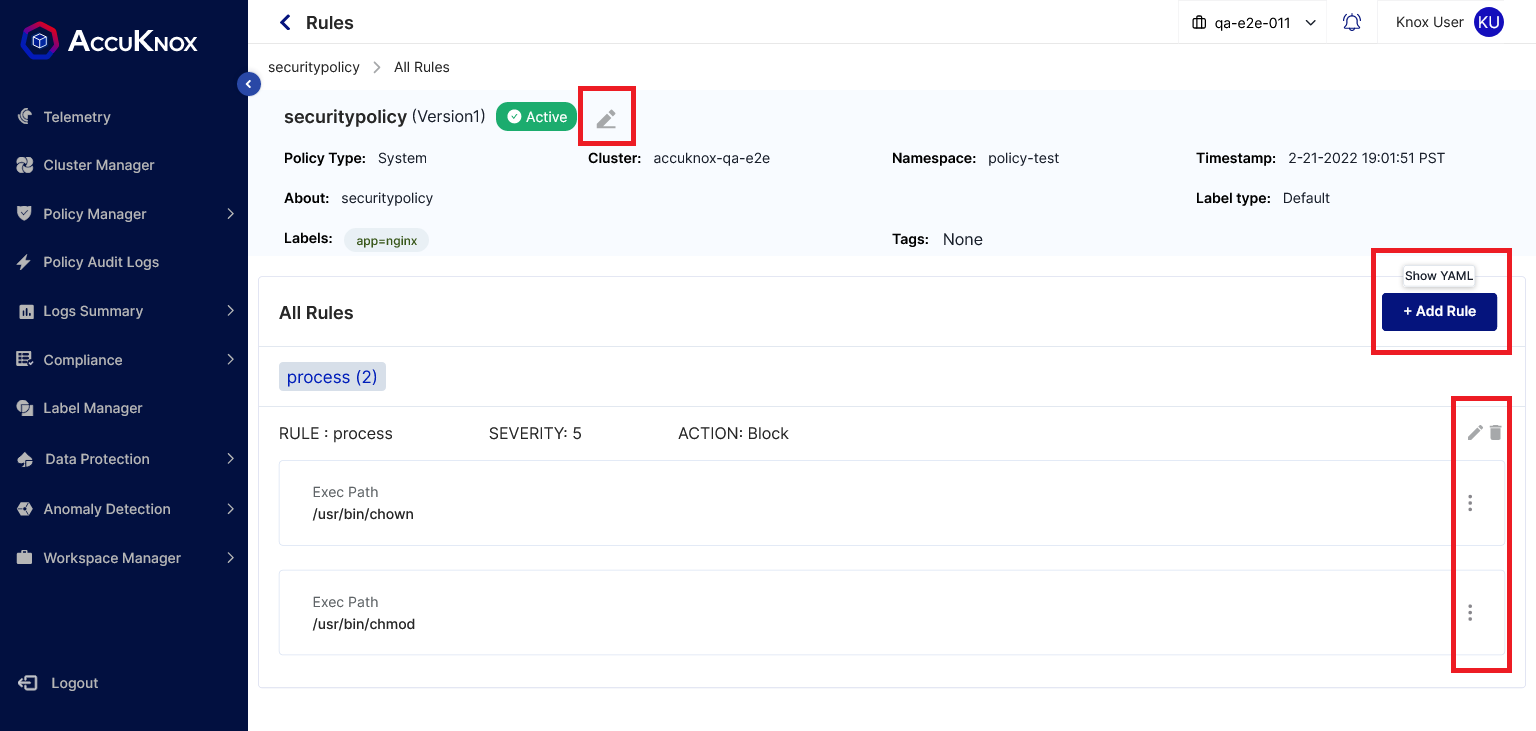 ACCUKNOX
Telemetry
Cluster Manager
Policy Manager
Policy Audit Logs
Logs Summary
Compliance
Label Manager
Data Protection
Anomaly Detection
Workspace Manager
Logout
Rules
qa-e2e-011
Knox User KU
securitypolicy > All Rules
securitypolicy (Version1) Active
Policy Type: System Cluster: accuknox-qa-e2e Namespace: policy-test Timestamp: 2-21-2022 19:01:51 PST
About: securitypolicy Label type: Default
Labels: app=nginx Tags: None
Show YAML
All Rules + Add Rule
process (2)
RULE : process SEVERITY: 5 ACTION: Block
Exec Path
/usr/bin/chown
Exec Path
/usr/bin/chmod